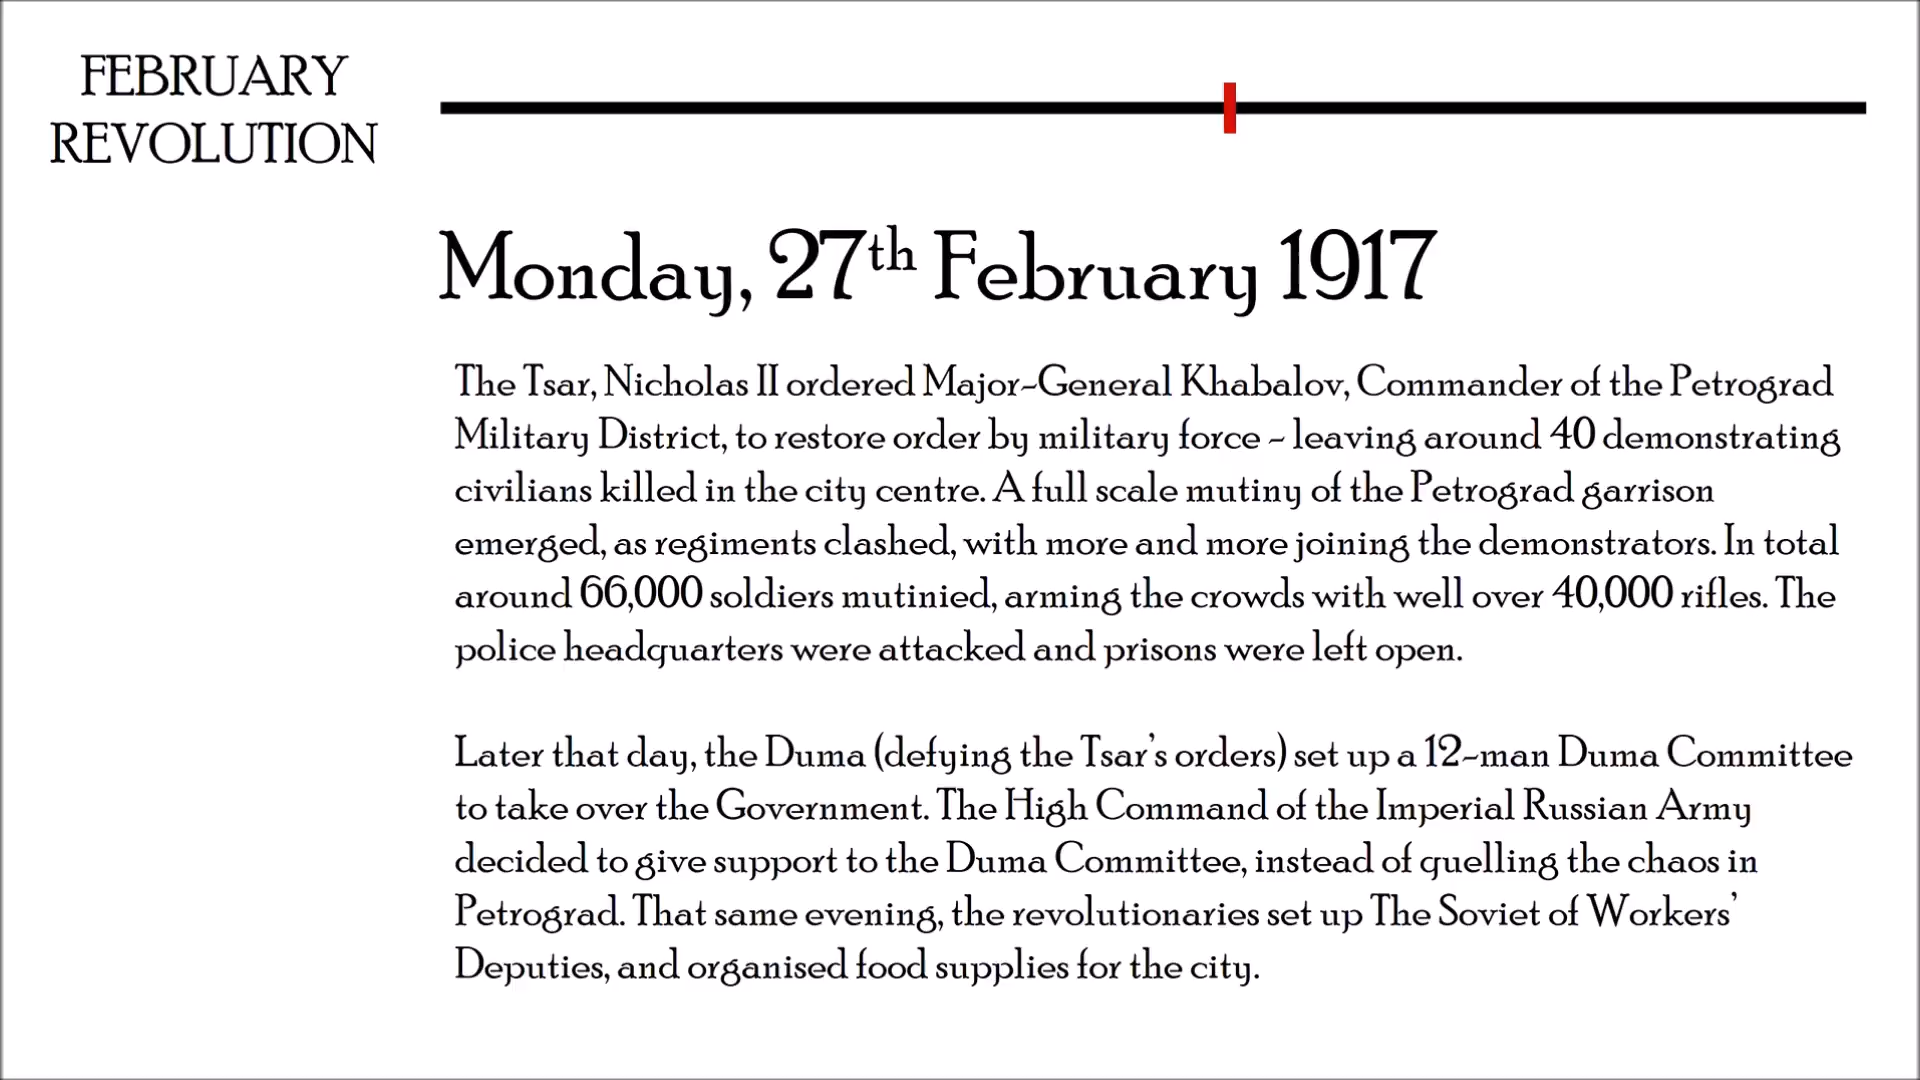 FEBRUARY
REVOLUTION
Monday, 27th February 1917
The Tsar, Nicholas II ordered Major-General Khabalov, Commander of the Petrograd
Military District, to restore order by military force - leaving around 40 demonstrating
civilians killed in the city centre. A full scale mutiny of the Petrograd garrison
emerged, as regiments clashed, with more and more joining the demonstrators. In total
around 66,000 soldiers mutinied, arming the crowds with well over 40,000 rifles. The
police headquarters were attacked and prisons were left open.
Later that day, the Duma (defying the Tsar's orders) set up a 12-man Duma Committee
to take over the Government. The High Command of the Imperial Russian Army
decided to give support to the Duma Committee, instead of quelling the chaos in
Petrograd. That same evening, the revolutionaries set up The Soviet of Workers'
Deputies, and organised food supplies for the city.